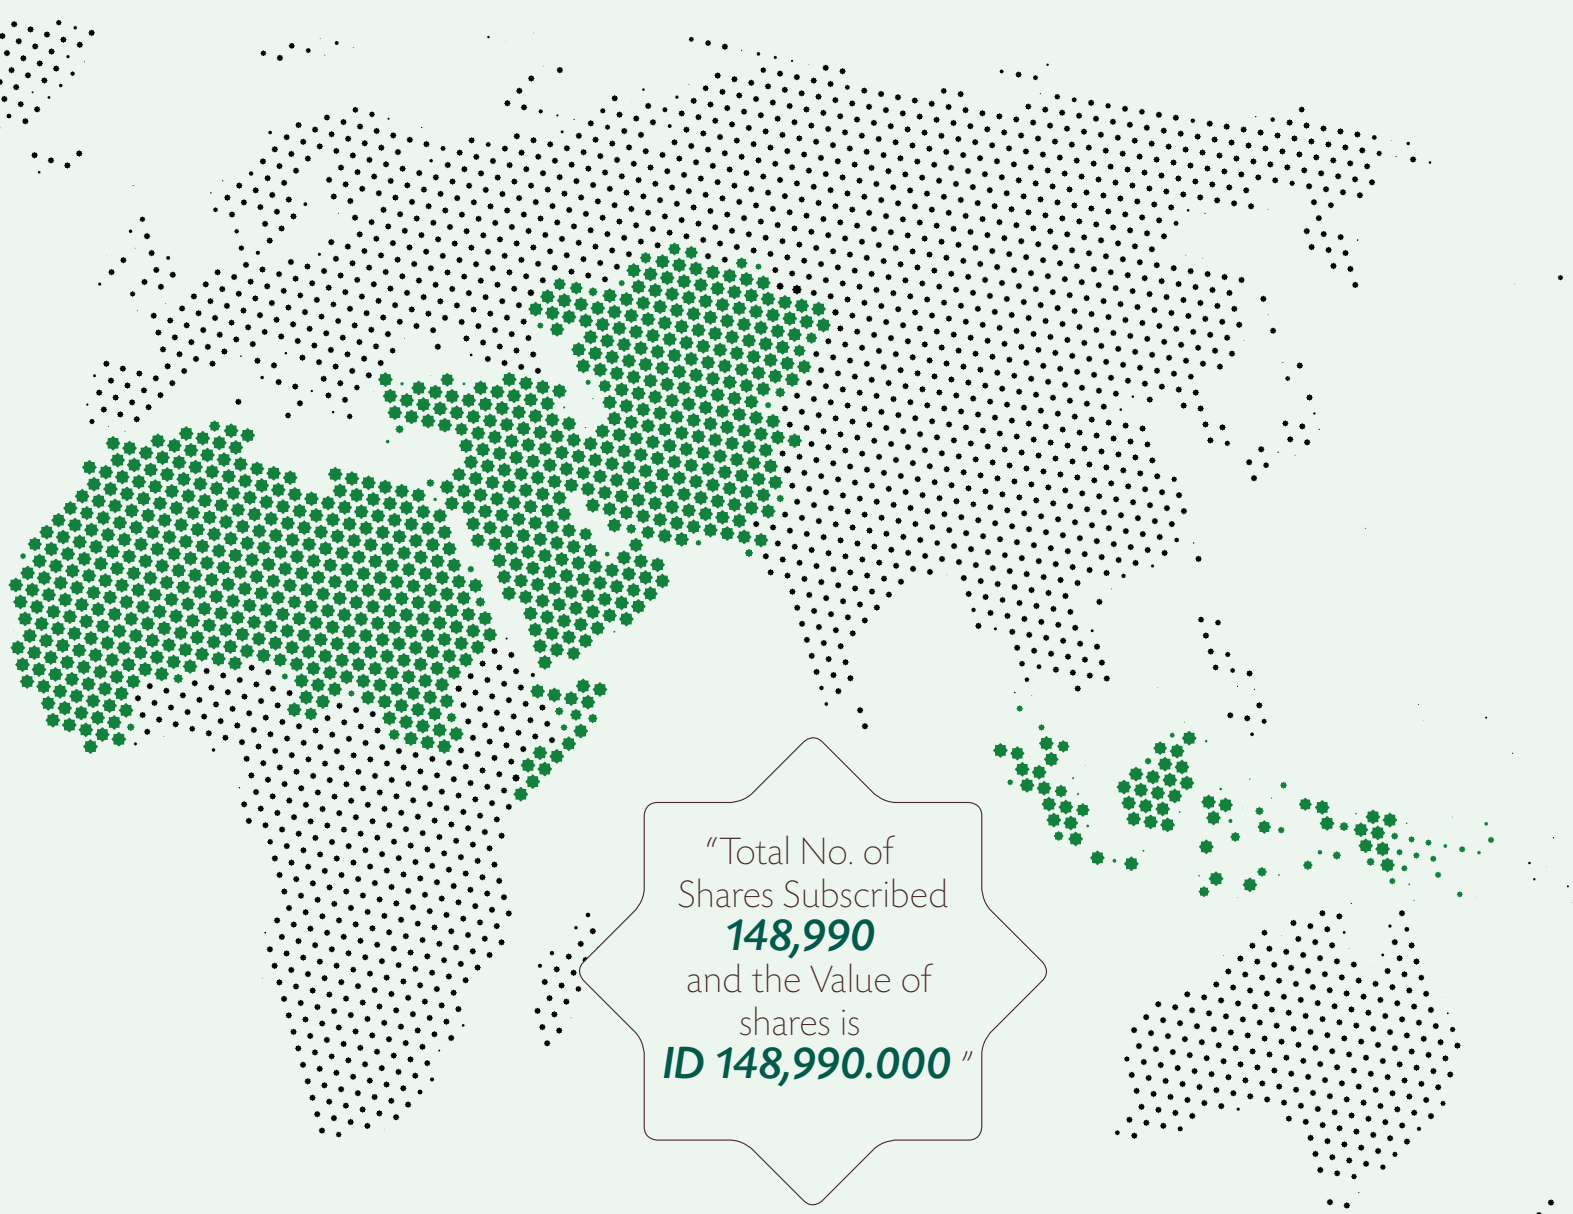 “Total No. of
Shares Subscribed
148,990
and the Value of
shares is
ID 148,990.000 ”